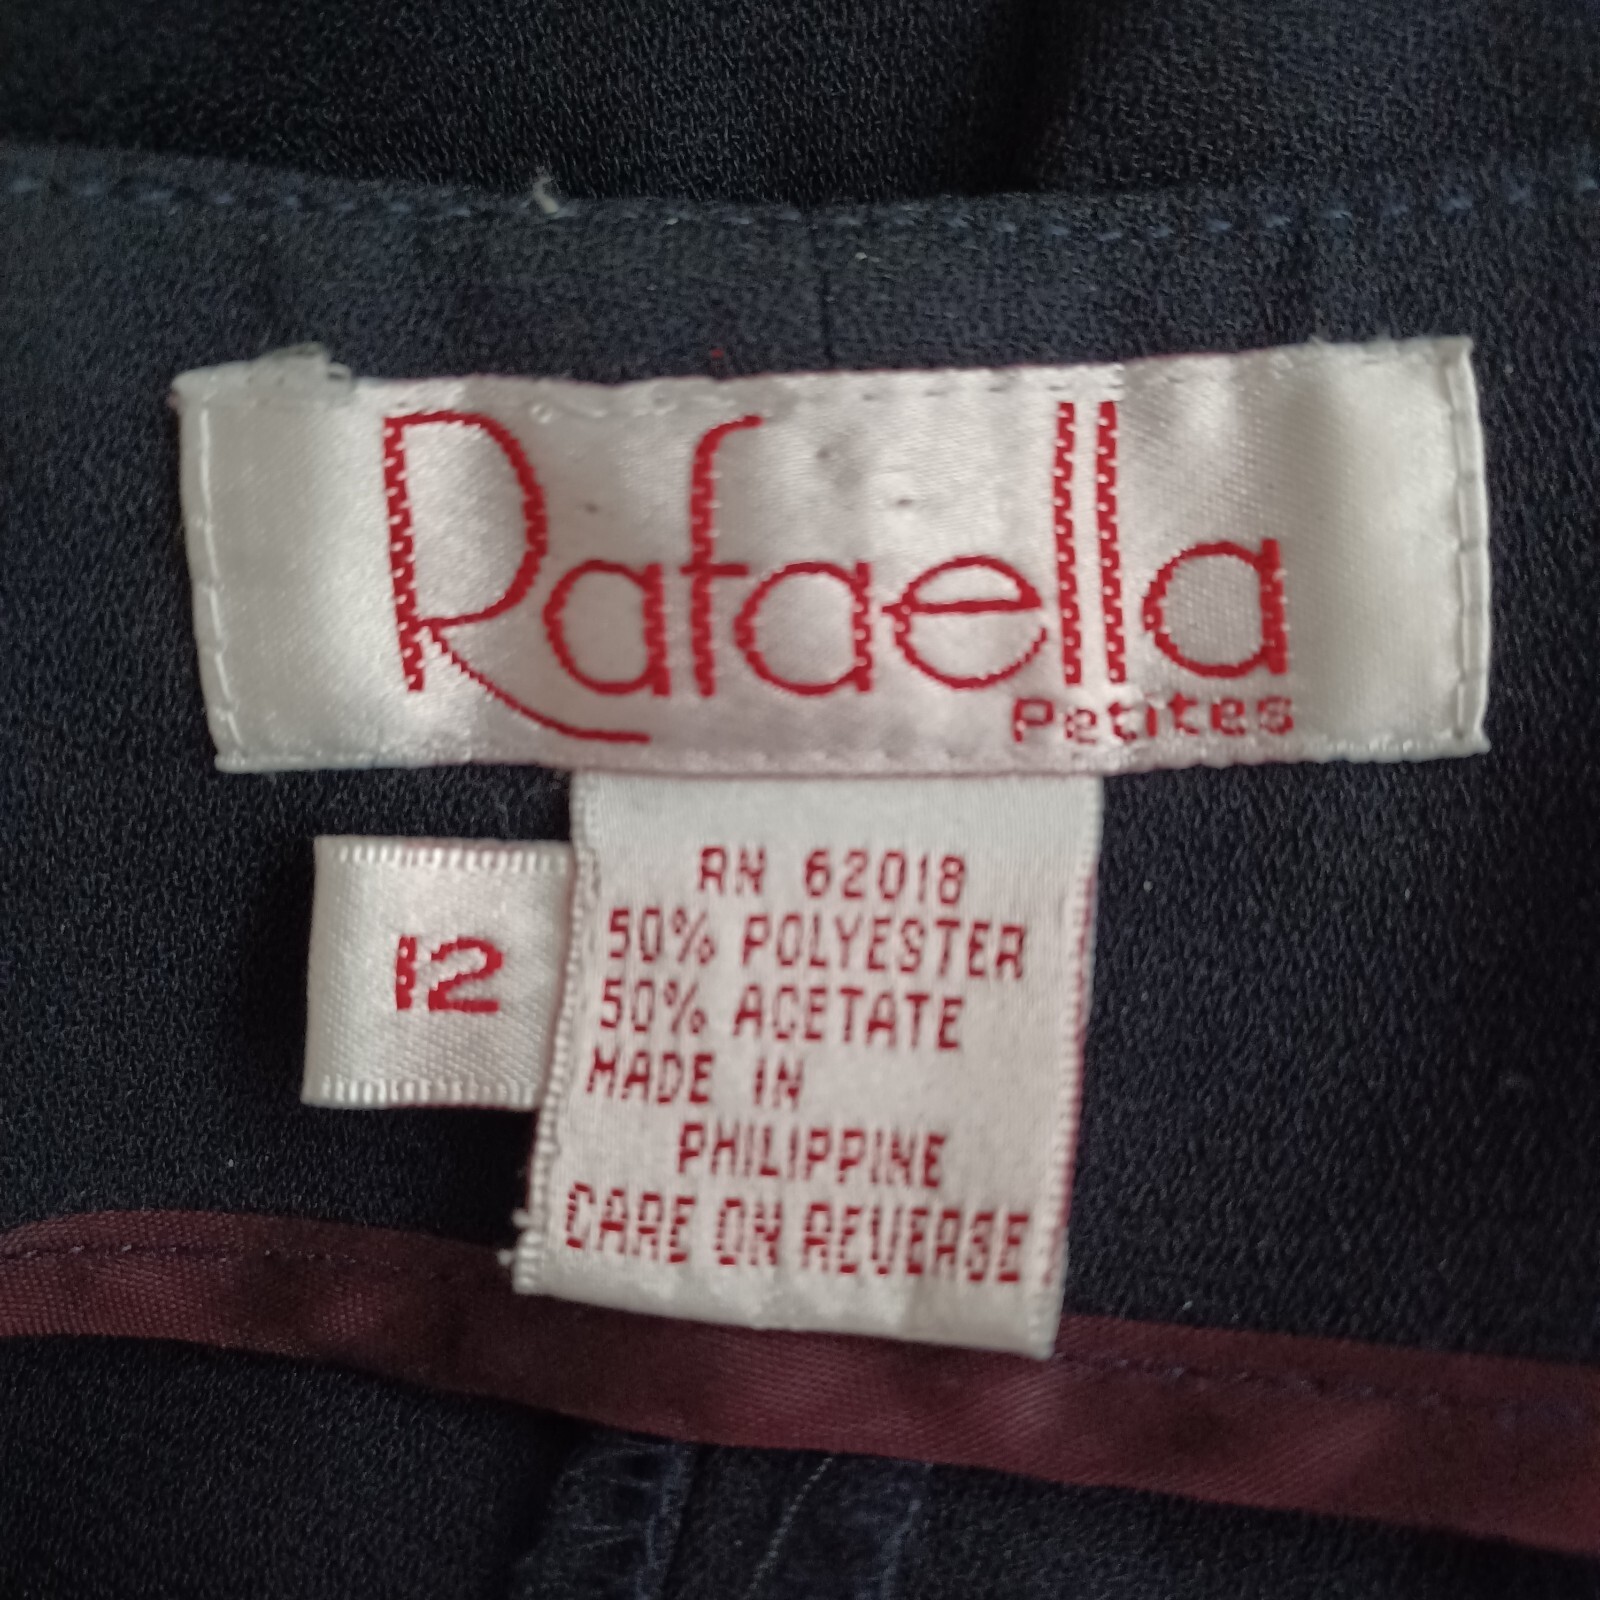 Rafaella
Petites
12
RN 62018
50% POLYESTER
50% ACETATE
MADE IN
PHILIPPINE
CARE ON REVERSE